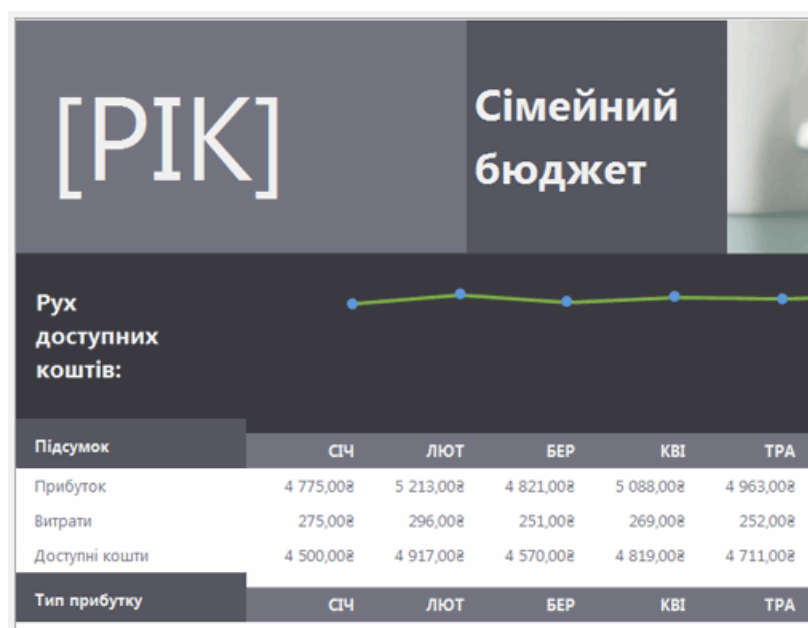 [РІК]
Сімейний
бюджет
Рух
доступних
коштів:
Підсумок СІЧ ЛЮТ БЕР КВІ ТРА
Прибуток 4 775,00₴ 5 213,00₴ 4 821,00₴ 5 088,00₴ 4 963,00₴
Витрати 275,00₴ 296,00₴ 251,00₴ 269,00₴ 252,00₴
Доступні кошти 4 500,00₴ 4 917,00₴ 4 570,00₴ 4 819,00₴ 4 711,00₴
Тип прибутку СІЧ ЛЮТ БЕР КВІ ТРА